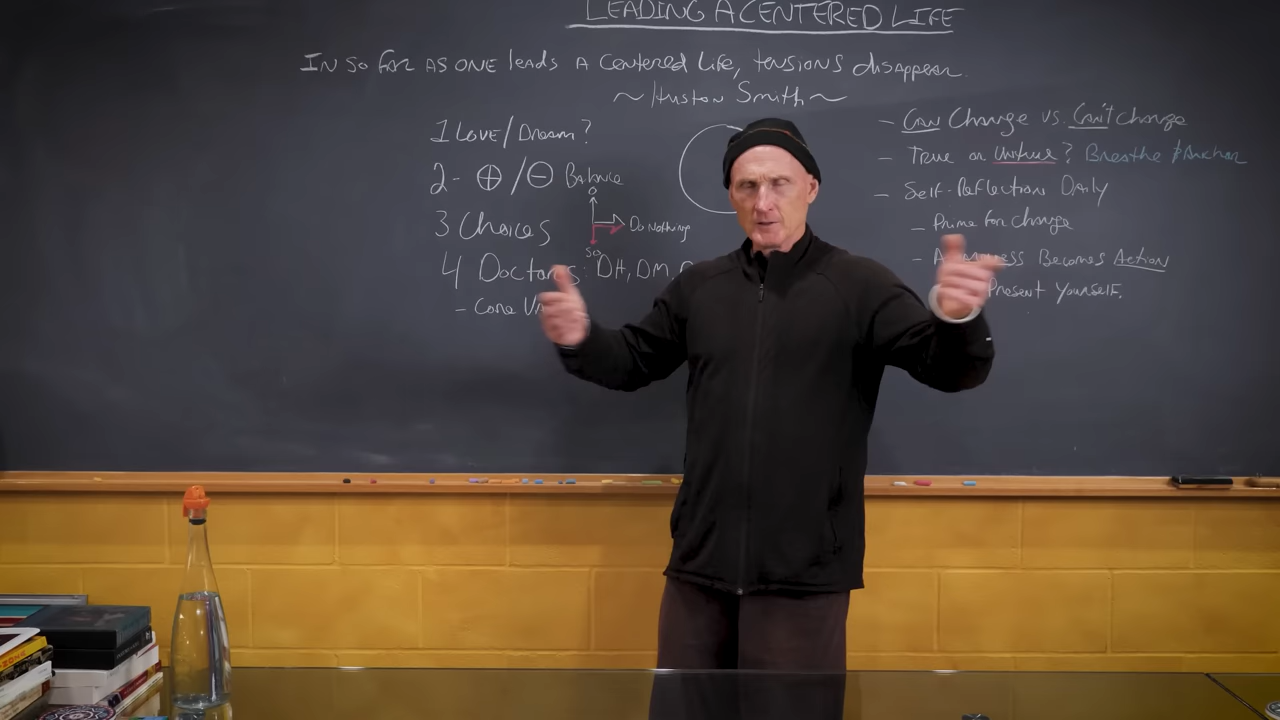 LEADING A CENTERED LIFE
IN SO FAR AS ONE leads A Centered Life, tensions disappear.
~ Huston Smith ~
1 Love/Dream?
2- ⊕/⊖ Balance
3 Choices
O
Do Nothing
SO
4 Doctors: DH, DM,
- Core
- Can Change vs. Can't change
- True or Untrue? Breathe & Anchor
- Self-Reflection Daily
- Prime for Change
- Becomes Action
Present Yourself.